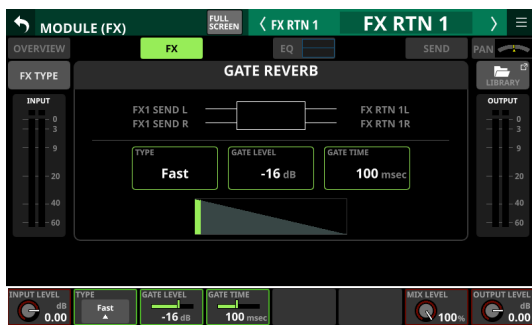 MODULE (FX)
FULL SCREEN
FX RTN 1
FX RTN 1
OVERVIEW
FX
EQ
SEND
PAN
FX TYPE
GATE REVERB
LIBRARY
INPUT
0
3
9
20
40
60
FX1 SEND L
FX1 SEND R
FX RTN 1L
FX RTN 1R
OUTPUT
0
3
9
20
40
60
TYPE
Fast
GATE LEVEL
-16 dB
GATE TIME
100 msec
INPUT LEVEL
dB
0.00
TYPE
Fast
GATE LEVEL
-16 dB
GATE TIME
100 msec
MIX LEVEL
100%
OUTPUT LEVEL
dB
0.00